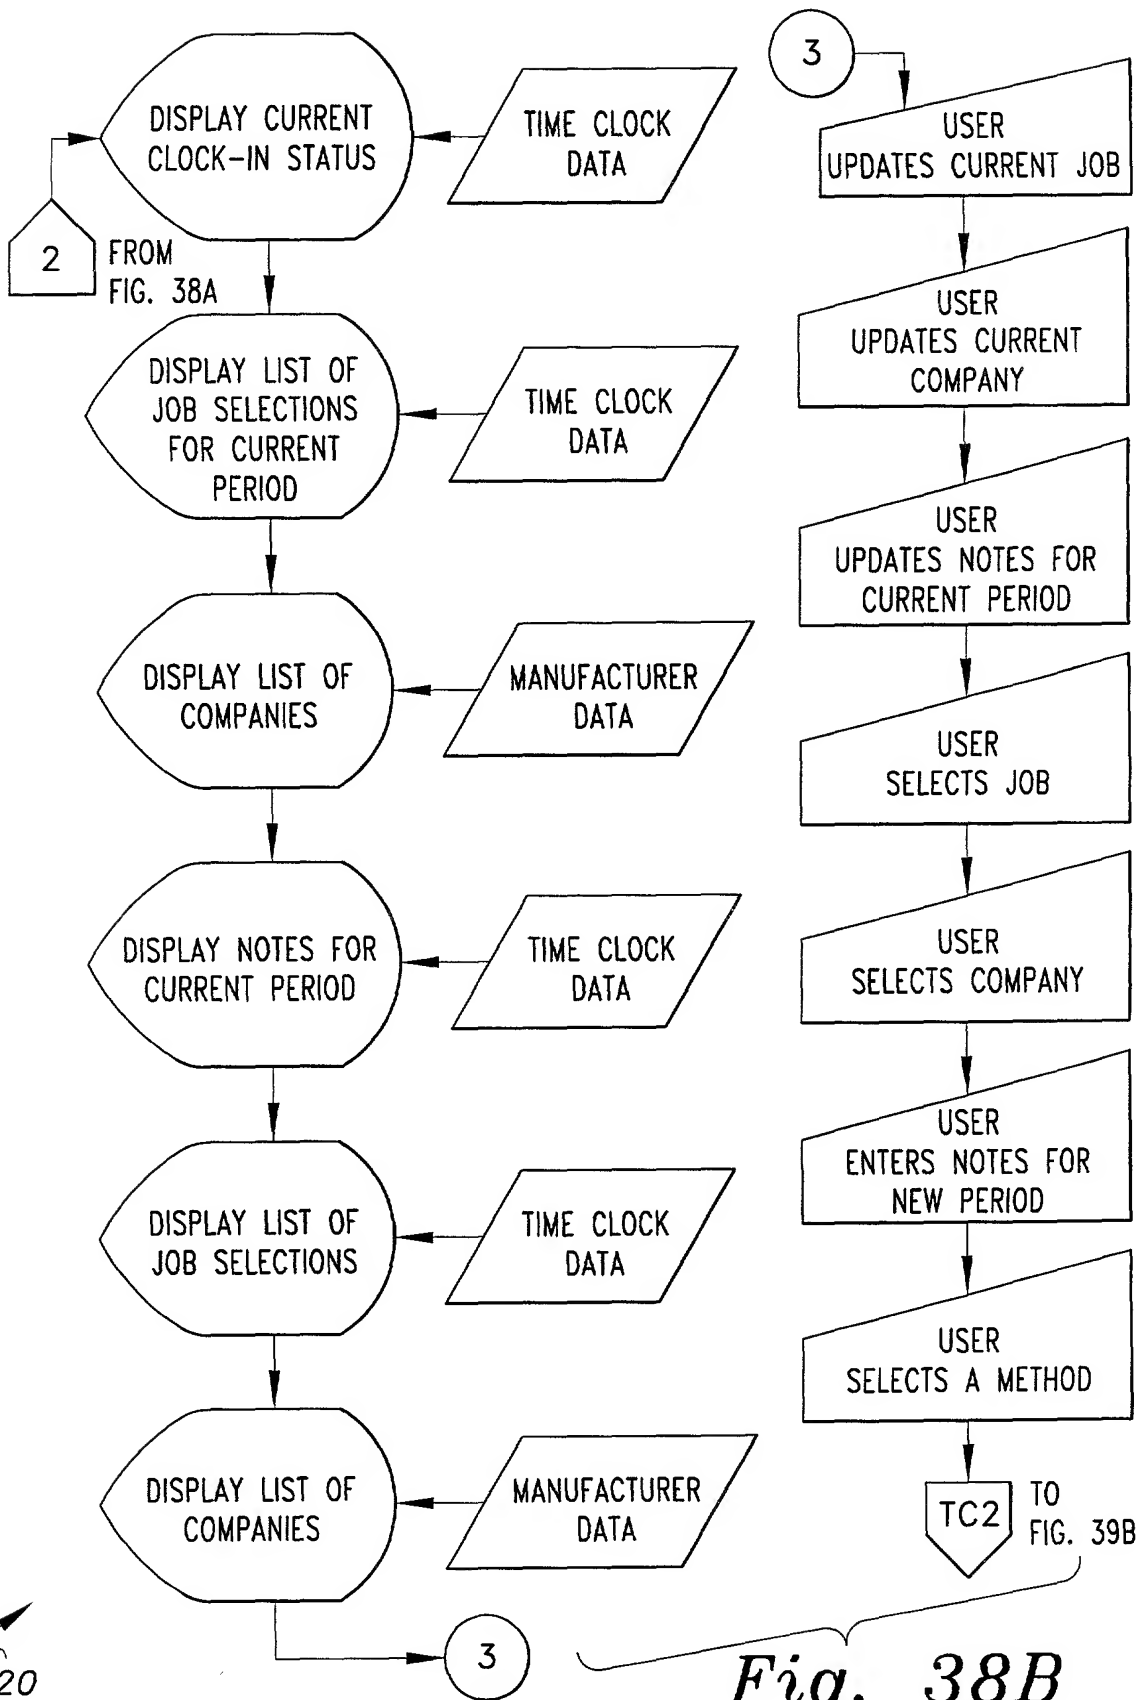 DISPLAY CURRENT
CLOCK-IN STATUS
TIME CLOCK
DATA
2
FROM
FIG. 38A
DISPLAY LIST OF
JOB SELECTIONS
FOR CURRENT
PERIOD
TIME CLOCK
DATA
DISPLAY LIST OF
COMPANIES
MANUFACTURER
DATA
DISPLAY NOTES FOR
CURRENT PERIOD
TIME CLOCK
DATA
DISPLAY LIST OF
JOB SELECTIONS
TIME CLOCK
DATA
DISPLAY LIST OF
COMPANIES
MANUFACTURER
DATA
3
3
USER
UPDATES CURRENT JOB
USER
UPDATES CURRENT
COMPANY
USER
UPDATES NOTES FOR
CURRENT PERIOD
USER
SELECTS JOB
USER
SELECTS COMPANY
USER
ENTERS NOTES FOR
NEW PERIOD
USER
SELECTS A METHOD
TC2
TO
FIG. 39B
20
Fig. 38B